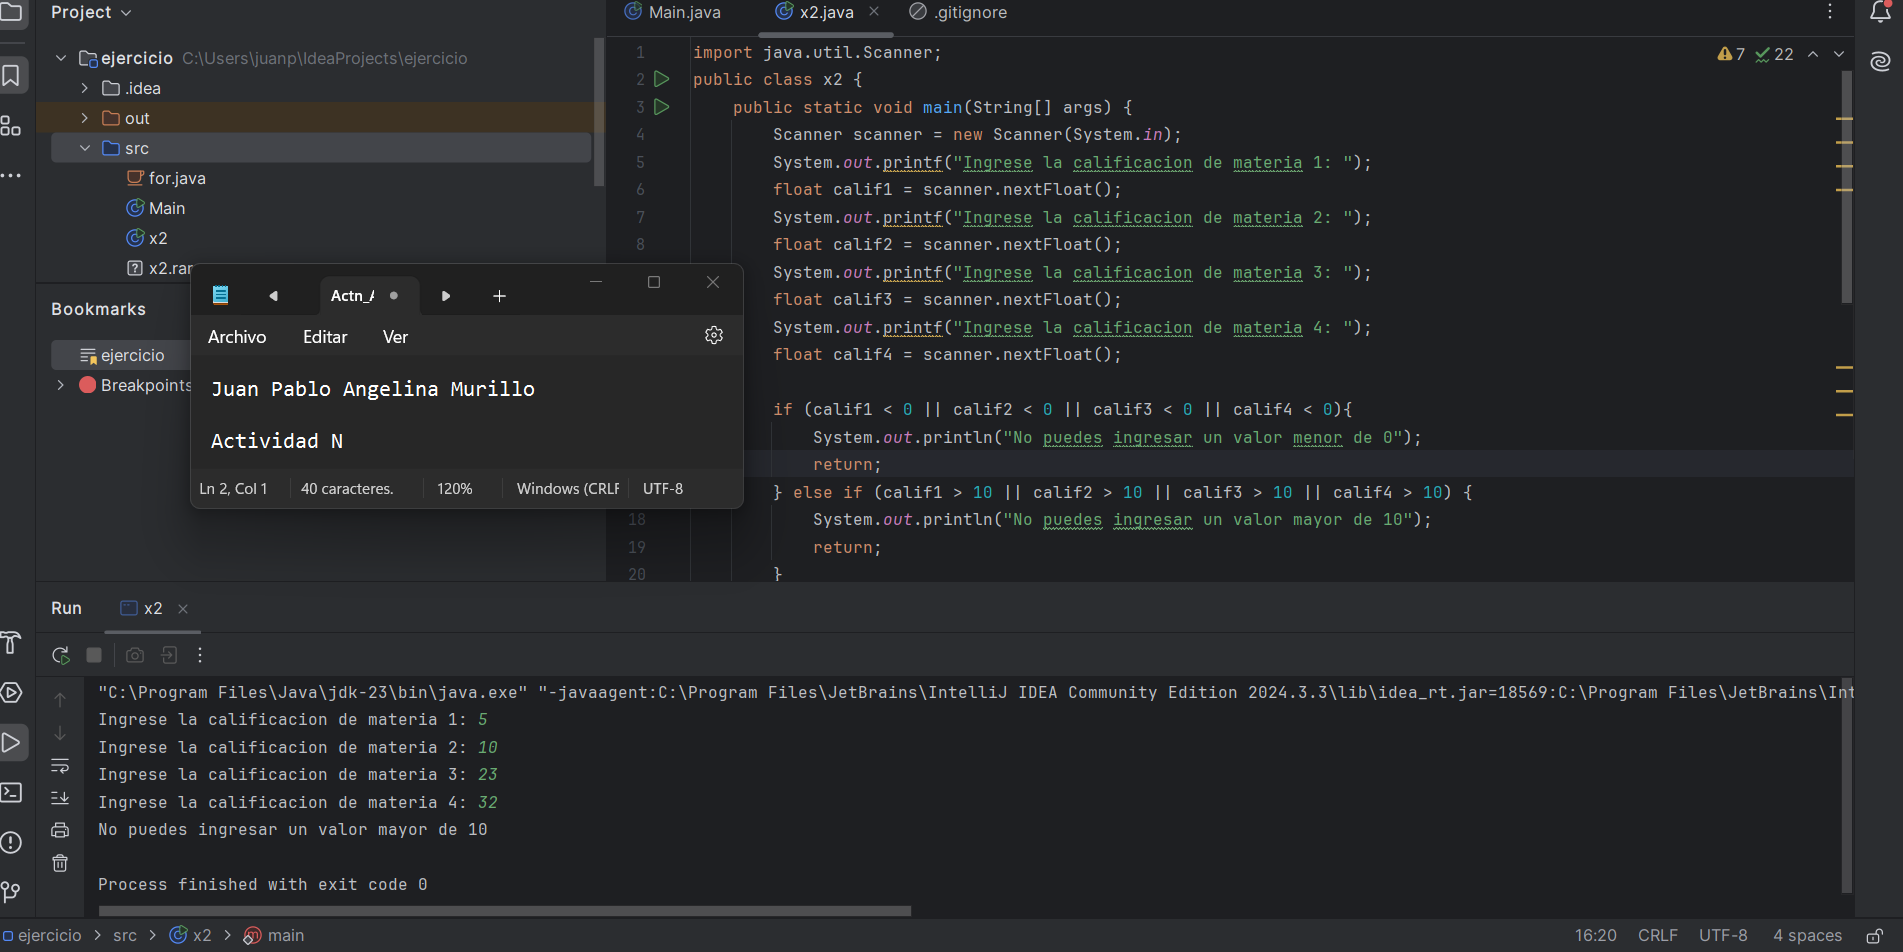 Project
ejercicio C:\Users\juanp\IdeaProjects\ejercicio
.idea
out
src
for.java
Main
x2
x2.rar
Bookmarks
ejercicio
Breakpoints
Main.java x2.java .gitignore
7 22
1 import java.util.Scanner;
2 public class x2 {
3 public static void main(String[] args) {
4 Scanner scanner = new Scanner(System.in);
5 System.out.printf("Ingrese la calificacion de materia 1: ");
6 float calif1 = scanner.nextFloat();
7 System.out.printf("Ingrese la calificacion de materia 2: ");
8 float calif2 = scanner.nextFloat();
System.out.printf("Ingrese la calificacion de materia 3: ");
float calif3 = scanner.nextFloat();
System.out.printf("Ingrese la calificacion de materia 4: ");
float calif4 = scanner.nextFloat();
if (calif1 < 0 || calif2 < 0 || calif3 < 0 || calif4 < 0){
System.out.println("No puedes ingresar un valor menor de 0");
return;
} else if (calif1 > 10 || calif2 > 10 || calif3 > 10 || calif4 > 10) {
18 System.out.println("No puedes ingresar un valor mayor de 10");
19 return;
20 }
Actn_A
Archivo Editar Ver
Juan Pablo Angelina Murillo
Actividad N
Ln 2, Col 1 40 caracteres. 120% Windows (CRLF UTF-8
Run x2
"C:\Program Files\Java\jdk-23\bin\java.exe" "-javaagent:C:\Program Files\JetBrains\IntelliJ IDEA Community Edition 2024.3.3\lib\idea_rt.jar=18569:C:\Program Files\JetBrains\Int
Ingrese la calificacion de materia 1: 5
Ingrese la calificacion de materia 2: 10
Ingrese la calificacion de materia 3: 23
Ingrese la calificacion de materia 4: 32
No puedes ingresar un valor mayor de 10
Process finished with exit code 0
ejercicio > src > x2 > main
16:20 CRLF UTF-8 4 spaces